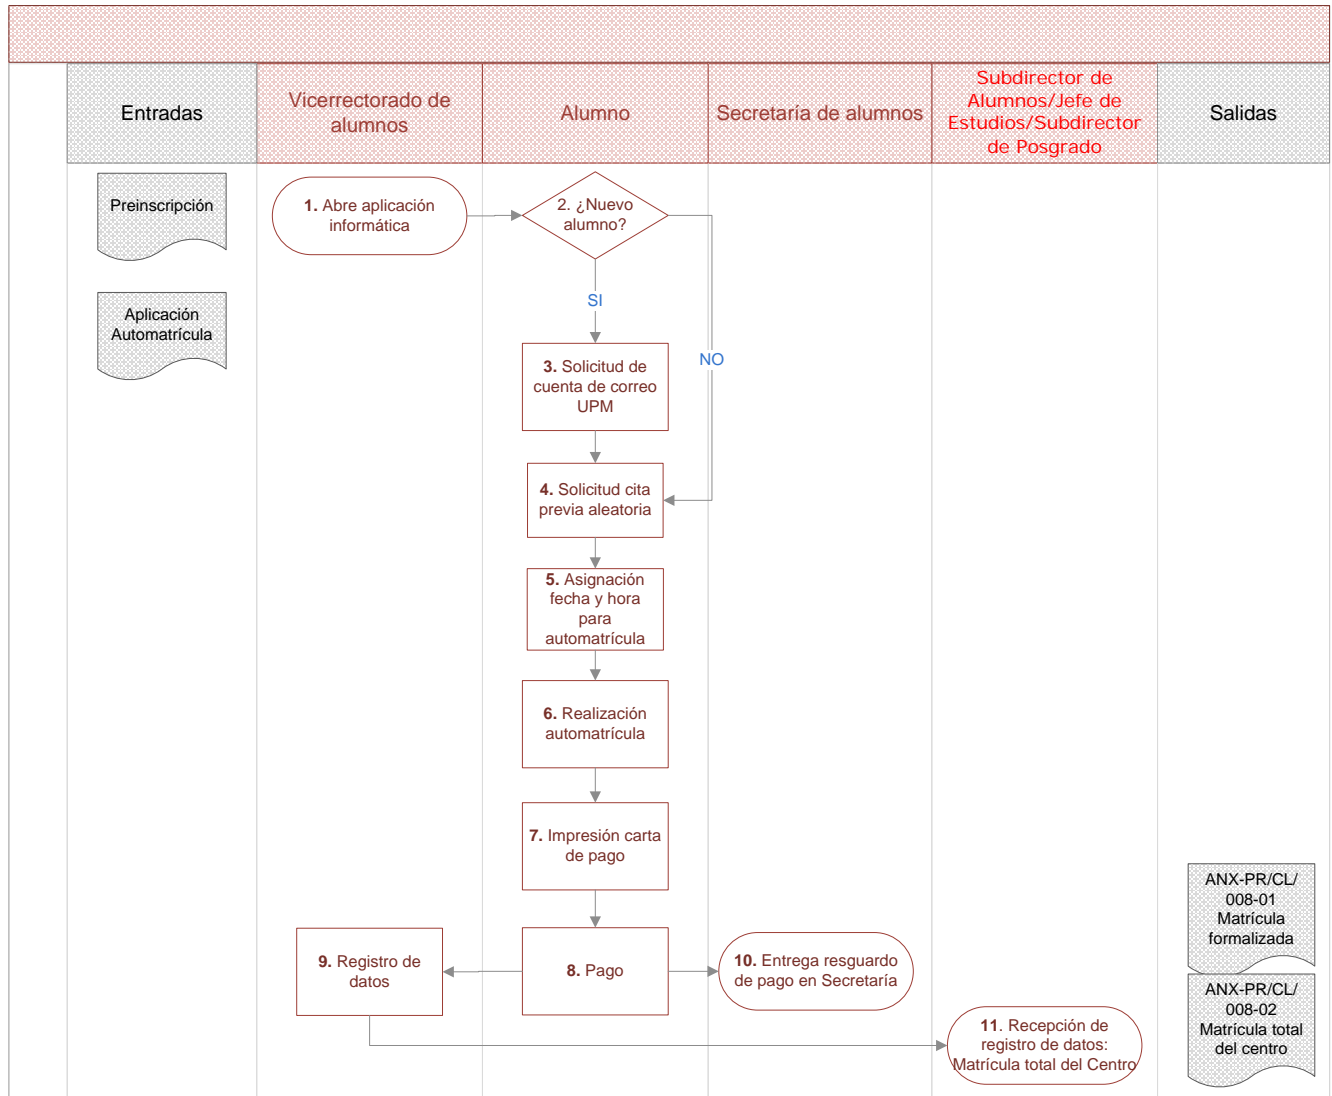 Entradas
Vicerrectorado de
alumnos
Alumno
Secretaría de alumnos
Subdirector de
Alumnos/Jefe de
Estudios/Subdirector
de Posgrado
Salidas
Preinscripción
1. Abre aplicación
informática
2. ¿Nuevo
alumno?
SI
NO
Aplicación
Automatrícula
3. Solicitud de
cuenta de correo
UPM
4. Solicitud cita
previa aleatoria
5. Asignación
fecha y hora
para
automatrícula
6. Realización
automatrícula
7. Impresión carta
de pago
8. Pago
9. Registro de
datos
10. Entrega resguardo
de pago en Secretaría
11. Recepción de
registro de datos:
Matrícula total del Centro
ANX-PR/CL/
008-01
Matrícula
formalizada
ANX-PR/CL/
008-02
Matrícula total
del centro